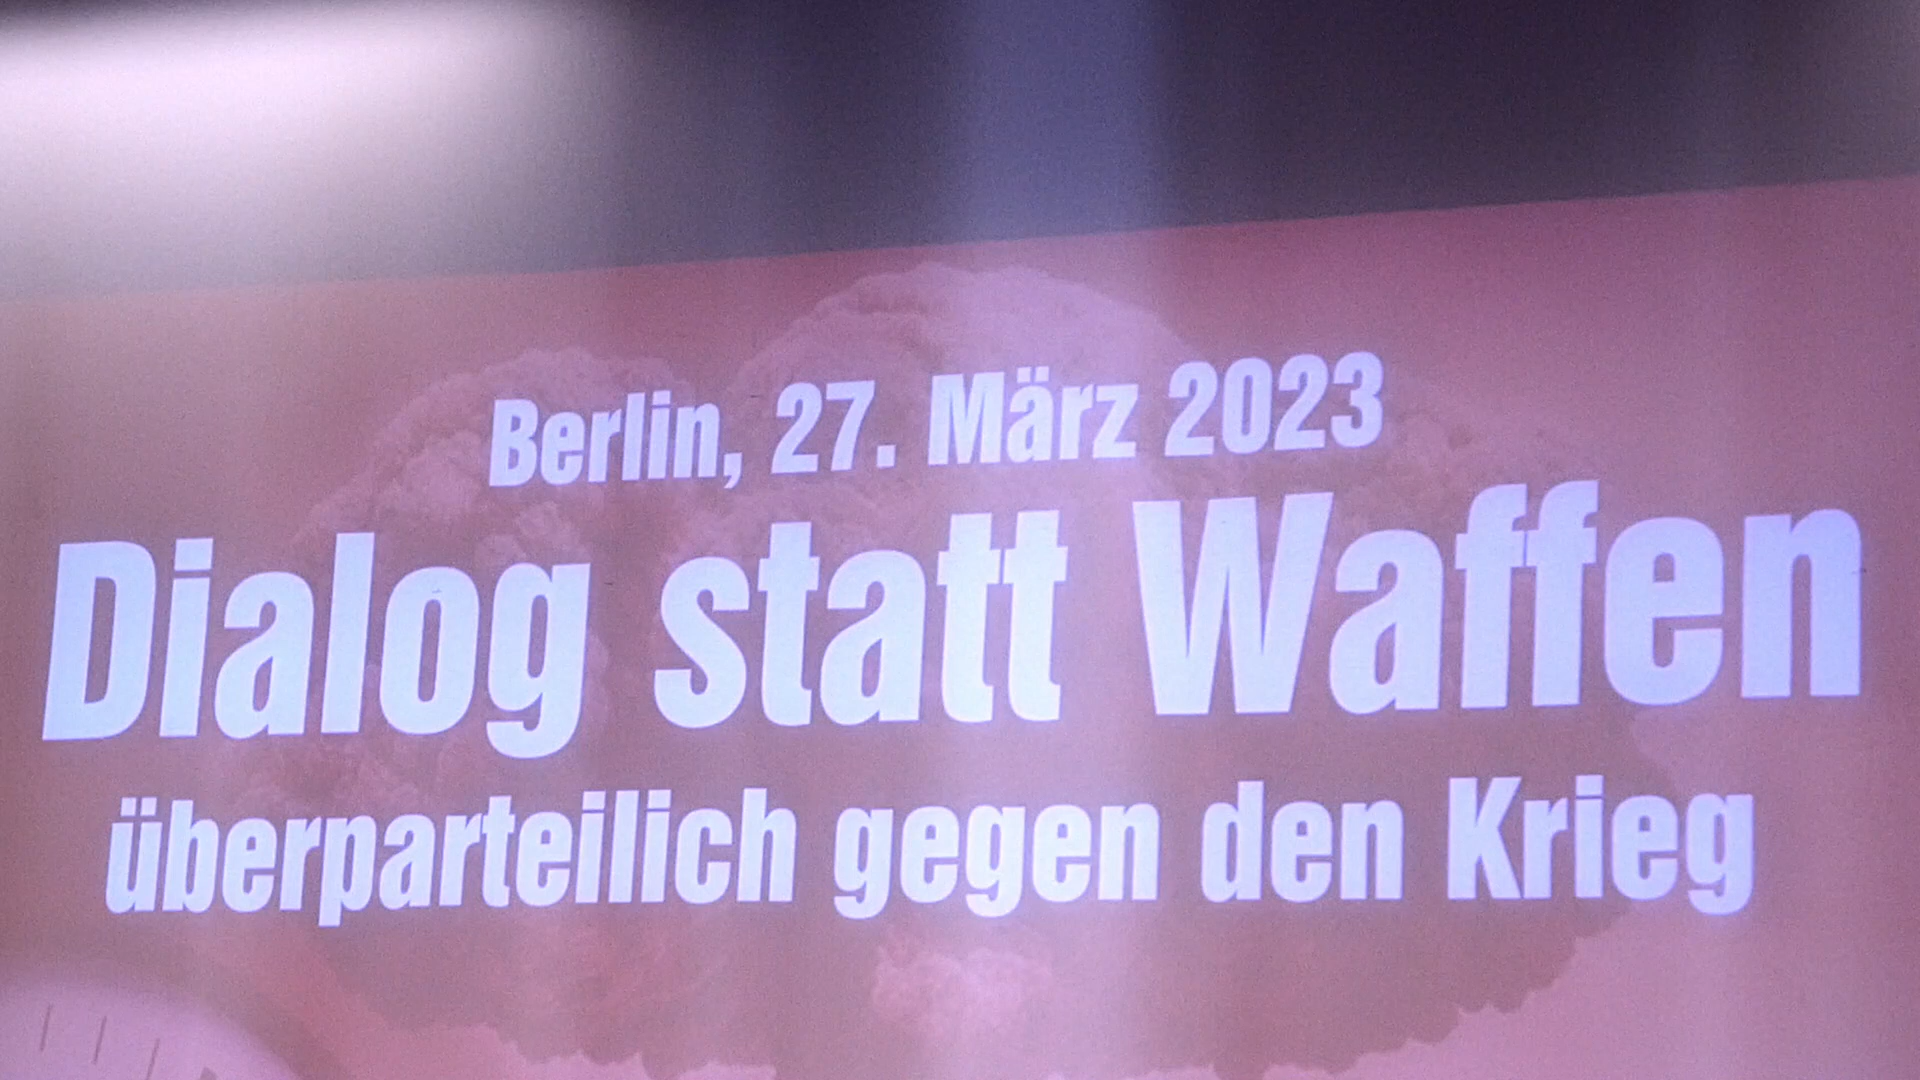 Berlin, 27. März 2023
Dialog statt Waffen
überparteilich gegen den Krieg